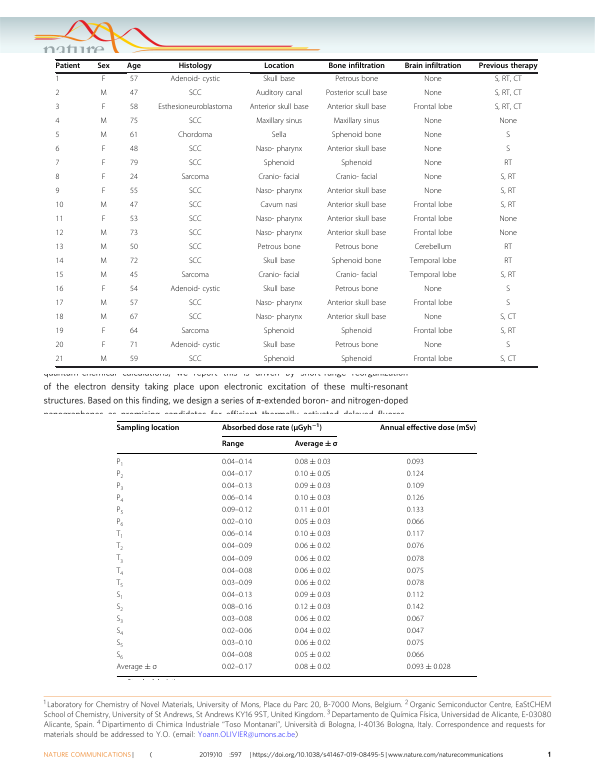 nature
Patient Sex Age Histology Location Bone infiltration Brain infiltration Previous therapy
1 F 57 Adenoid- cystic Skull base Petrous bone None S, RT, CT
2 M 47 SCC Auditory canal Posterior scull base None S, RT, CT
3 F 58 Esthesioneuroblastoma Anterior skull base Anterior skull base Frontal lobe S, RT, CT
4 M 75 SCC Maxillary sinus Maxillary sinus None None
5 M 61 Chordoma Sella Sphenoid bone None S
6 F 48 SCC Naso- pharynx Anterior skull base None S
7 F 79 SCC Sphenoid Sphenoid None RT
8 F 24 Sarcoma Cranio- facial Cranio- facial None S, RT
9 F 55 SCC Naso- pharynx Anterior skull base None S, RT
10 M 47 SCC Cavum nasi Anterior skull base Frontal lobe S, RT
11 F 53 SCC Naso- pharynx Anterior skull base Frontal lobe None
12 M 73 SCC Naso- pharynx Anterior skull base Frontal lobe None
13 M 50 SCC Petrous bone Petrous bone Cerebellum RT
14 M 72 SCC Skull base Sphenoid bone Temporal lobe RT
15 M 45 Sarcoma Cranio- facial Cranio- facial Temporal lobe S, RT
16 F 54 Adenoid- cystic Skull base Petrous bone None S
17 M 57 SCC Naso- pharynx Anterior skull base Frontal lobe S
18 M 67 SCC Naso- pharynx Anterior skull base None S, CT
19 F 64 Sarcoma Sphenoid Sphenoid Frontal lobe S, RT
20 F 71 Adenoid- cystic Skull base Petrous bone None S
21 M 59 SCC Sphenoid Sphenoid Frontal lobe S, CT
quantum-chemical calculations, we report this is driven by short-range reorganization
of the electron density taking place upon electronic excitation of these multi-resonant
structures. Based on this finding, we design a series of π-extended boron- and nitrogen-doped
nanographenes as promising candidates for efficient thermally activated delayed fluores-
Sampling location Absorbed dose rate (μGyh⁻¹) Annual effective dose (mSv)
Range Average ± σ
P₁ 0.04–0.14 0.08 ± 0.03 0.093
P₂ 0.04–0.17 0.10 ± 0.05 0.124
P₃ 0.04–0.13 0.09 ± 0.03 0.109
P₄ 0.06–0.14 0.10 ± 0.03 0.126
P₅ 0.09–0.12 0.11 ± 0.01 0.133
P₆ 0.02–0.10 0.05 ± 0.03 0.066
T₁ 0.06–0.14 0.10 ± 0.03 0.117
T₂ 0.04–0.09 0.06 ± 0.02 0.076
T₃ 0.04–0.09 0.06 ± 0.02 0.078
T₄ 0.04–0.08 0.06 ± 0.02 0.075
T₅ 0.03–0.09 0.06 ± 0.02 0.078
S₁ 0.04–0.13 0.09 ± 0.03 0.112
S₂ 0.08–0.16 0.12 ± 0.03 0.142
S₃ 0.03–0.08 0.06 ± 0.02 0.067
S₄ 0.02–0.06 0.04 ± 0.02 0.047
S₅ 0.03–0.10 0.06 ± 0.02 0.075
S₆ 0.04–0.08 0.05 ± 0.02 0.066
Average ± σ 0.02–0.17 0.08 ± 0.02 0.093 ± 0.028
¹ Laboratory for Chemistry of Novel Materials, University of Mons, Place du Parc 20, B-7000 Mons, Belgium. ² Organic Semiconductor Centre, EaStCHEM
School of Chemistry, University of St Andrews, St Andrews KY16 9ST, United Kingdom. ³ Departamento de Química Física, Universidad de Alicante, E-03080
Alicante, Spain. ⁴ Dipartimento di Chimica Industriale "Toso Montanari", Università di Bologna, I-40136 Bologna, Italy. Correspondence and requests for
materials should be addressed to Y.O. (email: Yoann.OLIVIER@umons.ac.be)
NATURE COMMUNICATIONS | ( 2019)10 :597 | https://doi.org/10.1038/s41467-019-08495-5 | www.nature.com/naturecommunications 1